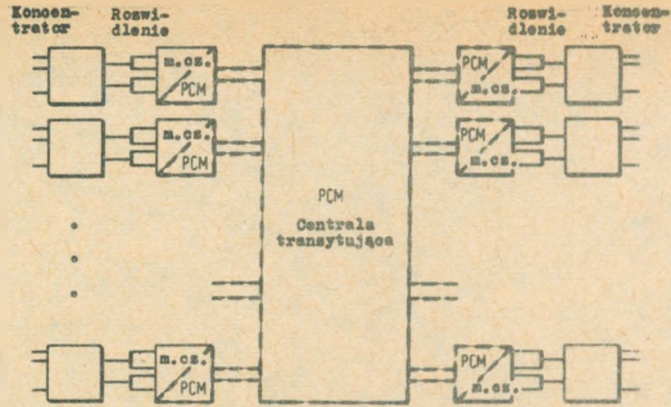 Koncen-
trator
Rozwi-
dlenie
Rozwi-
dlenie
Koncen-
trator
m.cz.
PCM
PCM
m.cz.
m.cz.
PCM
PCM
m.cz.
PCM
Centrala
transytująca
m.cz.
PCM
PCM
m.cz.